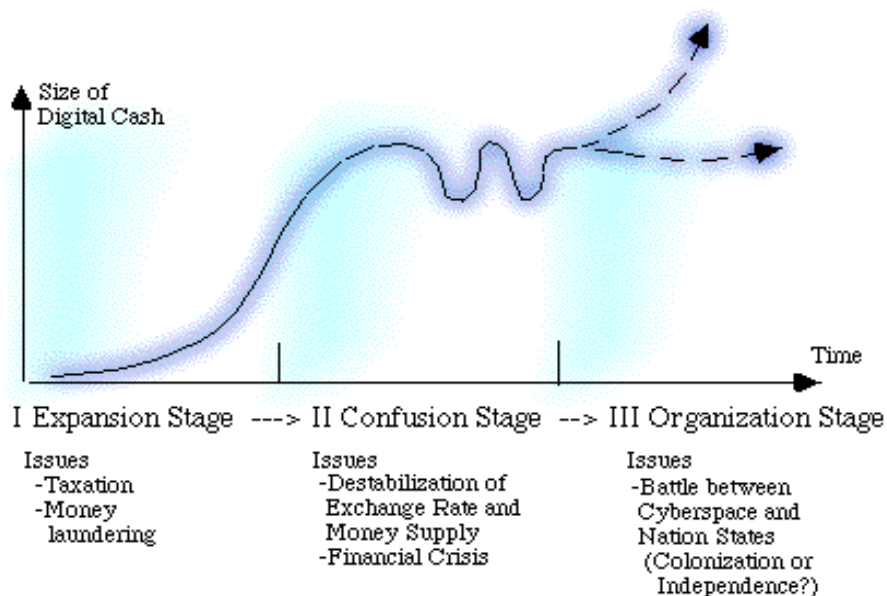 Size of
Digital Cash
Time
I Expansion Stage ---> II Confusion Stage --> III Organization Stage
Issues
-Taxation
-Money
laundering
Issues
-Destabilization of
Exchange Rate and
Money Supply
-Financial Crisis
Issues
-Battle between
Cyberspace and
Nation States
(Colonization or
Independence?)